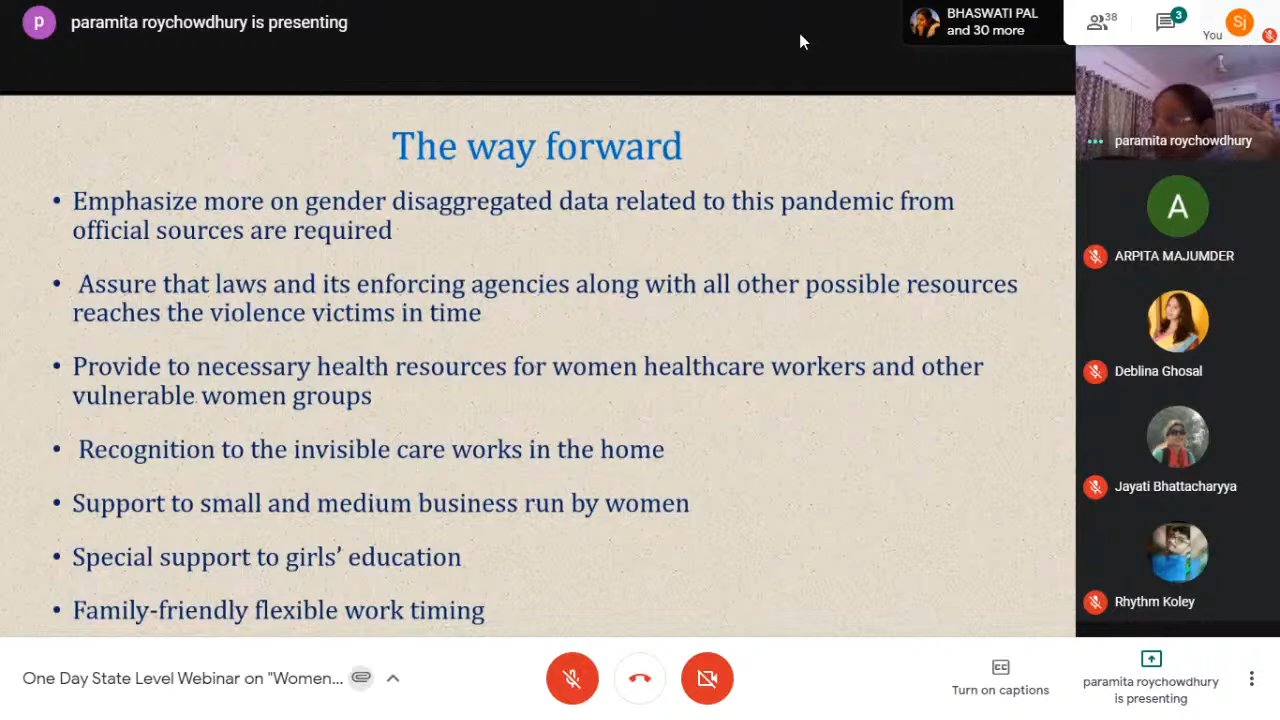 p
paramita roychowdhury is presenting
BHASWATI PAL
and 30 more
38
3
You
Sj
The way forward
• Emphasize more on gender disaggregated data related to this pandemic from
official sources are required
• Assure that laws and its enforcing agencies along with all other possible resources
reaches the violence victims in time
• Provide to necessary health resources for women healthcare workers and other
vulnerable women groups
• Recognition to the invisible care works in the home
• Support to small and medium business run by women
• Special support to girls’ education
• Family-friendly flexible work timing
paramita roychowdhury
A
ARPITA MAJUMDER
Deblina Ghosal
Jayati Bhattacharyya
Rhythm Koley
One Day State Level Webinar on "Women...
CC
Turn on captions
paramita roychowdhury
is presenting